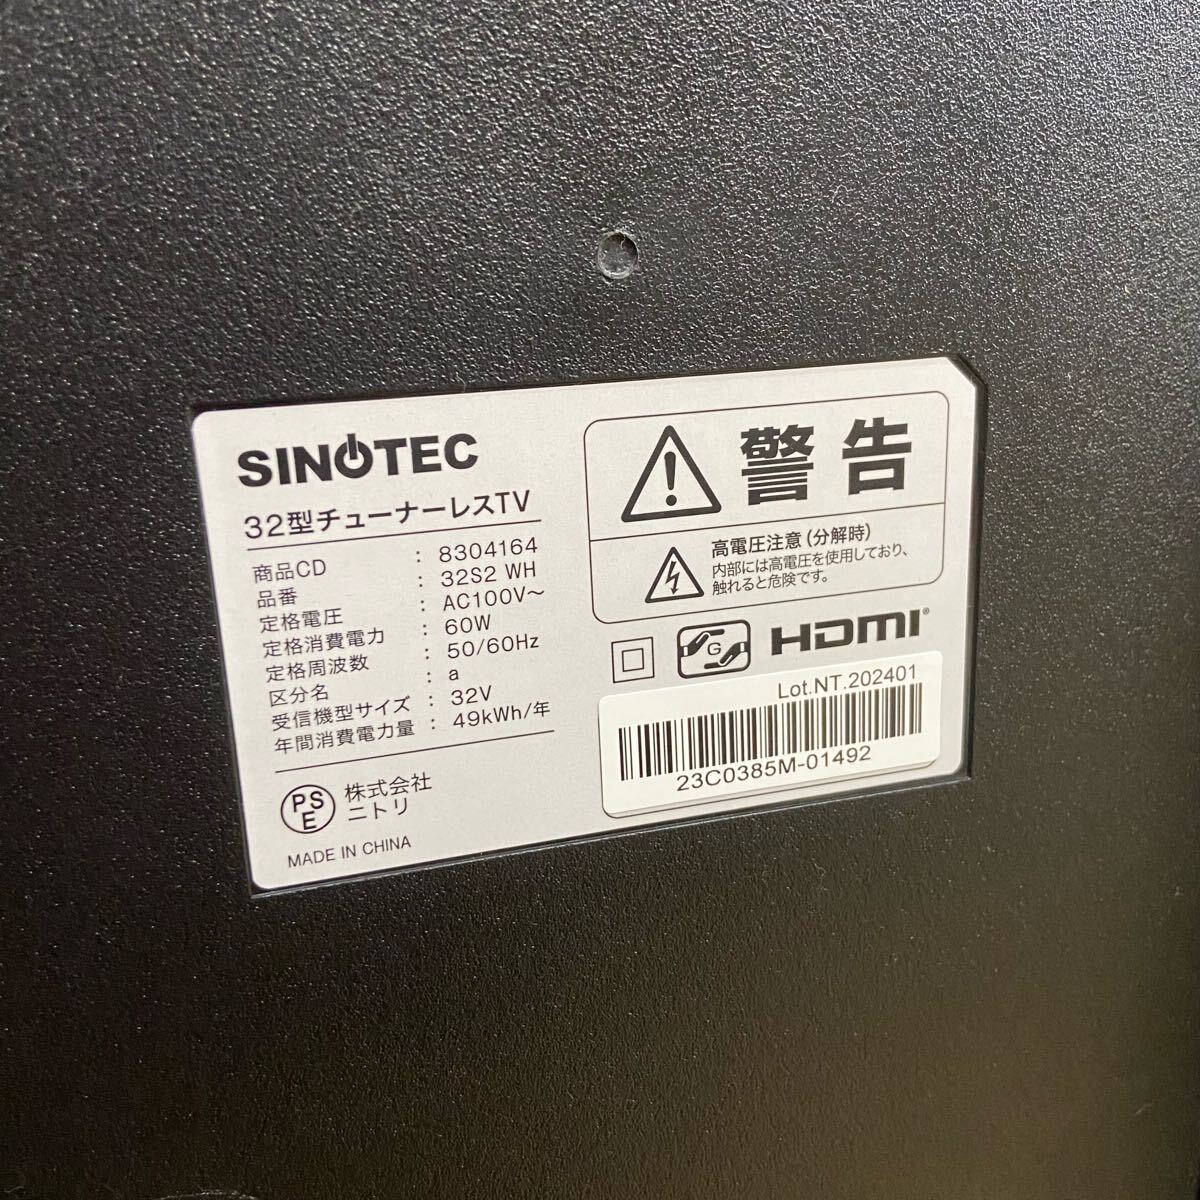 SINOTEC
32型チューナーレスTV
商品CD : 8304164
品番 : 32S2 WH
定格電圧 : AC100V～
定格消費電力 : 60W
定格周波数 : 50/60Hz
区分名 : a
受信機型サイズ : 32V
年間消費電力量 : 49kWh/年
PSE
株式会社
ニトリ
MADE IN CHINA
警告
高電圧注意(分解時)
内部には高電圧を使用しており、
触れると危険です。
G
HDMI®
Lot.NT.202401
23C0385M-01492